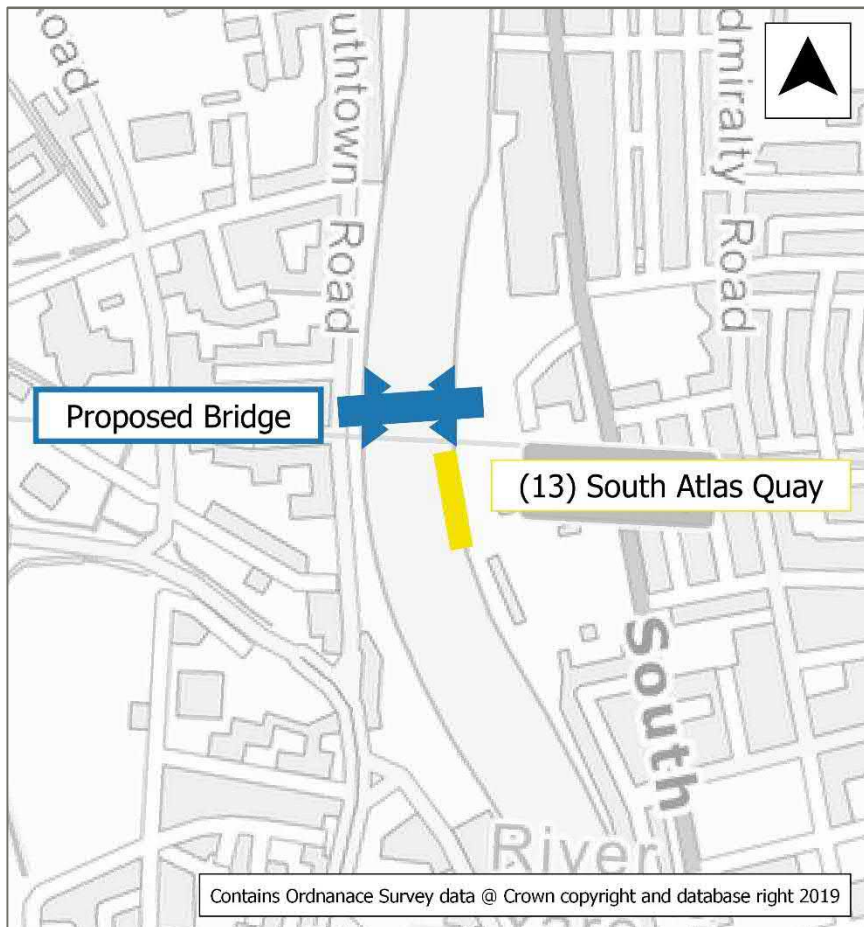 Road
uthtown
Road
dmiralty
Road
Proposed Bridge
(13) South Atlas Quay
South
River
Contains Ordnanace Survey data @ Crown copyright and database right 2019